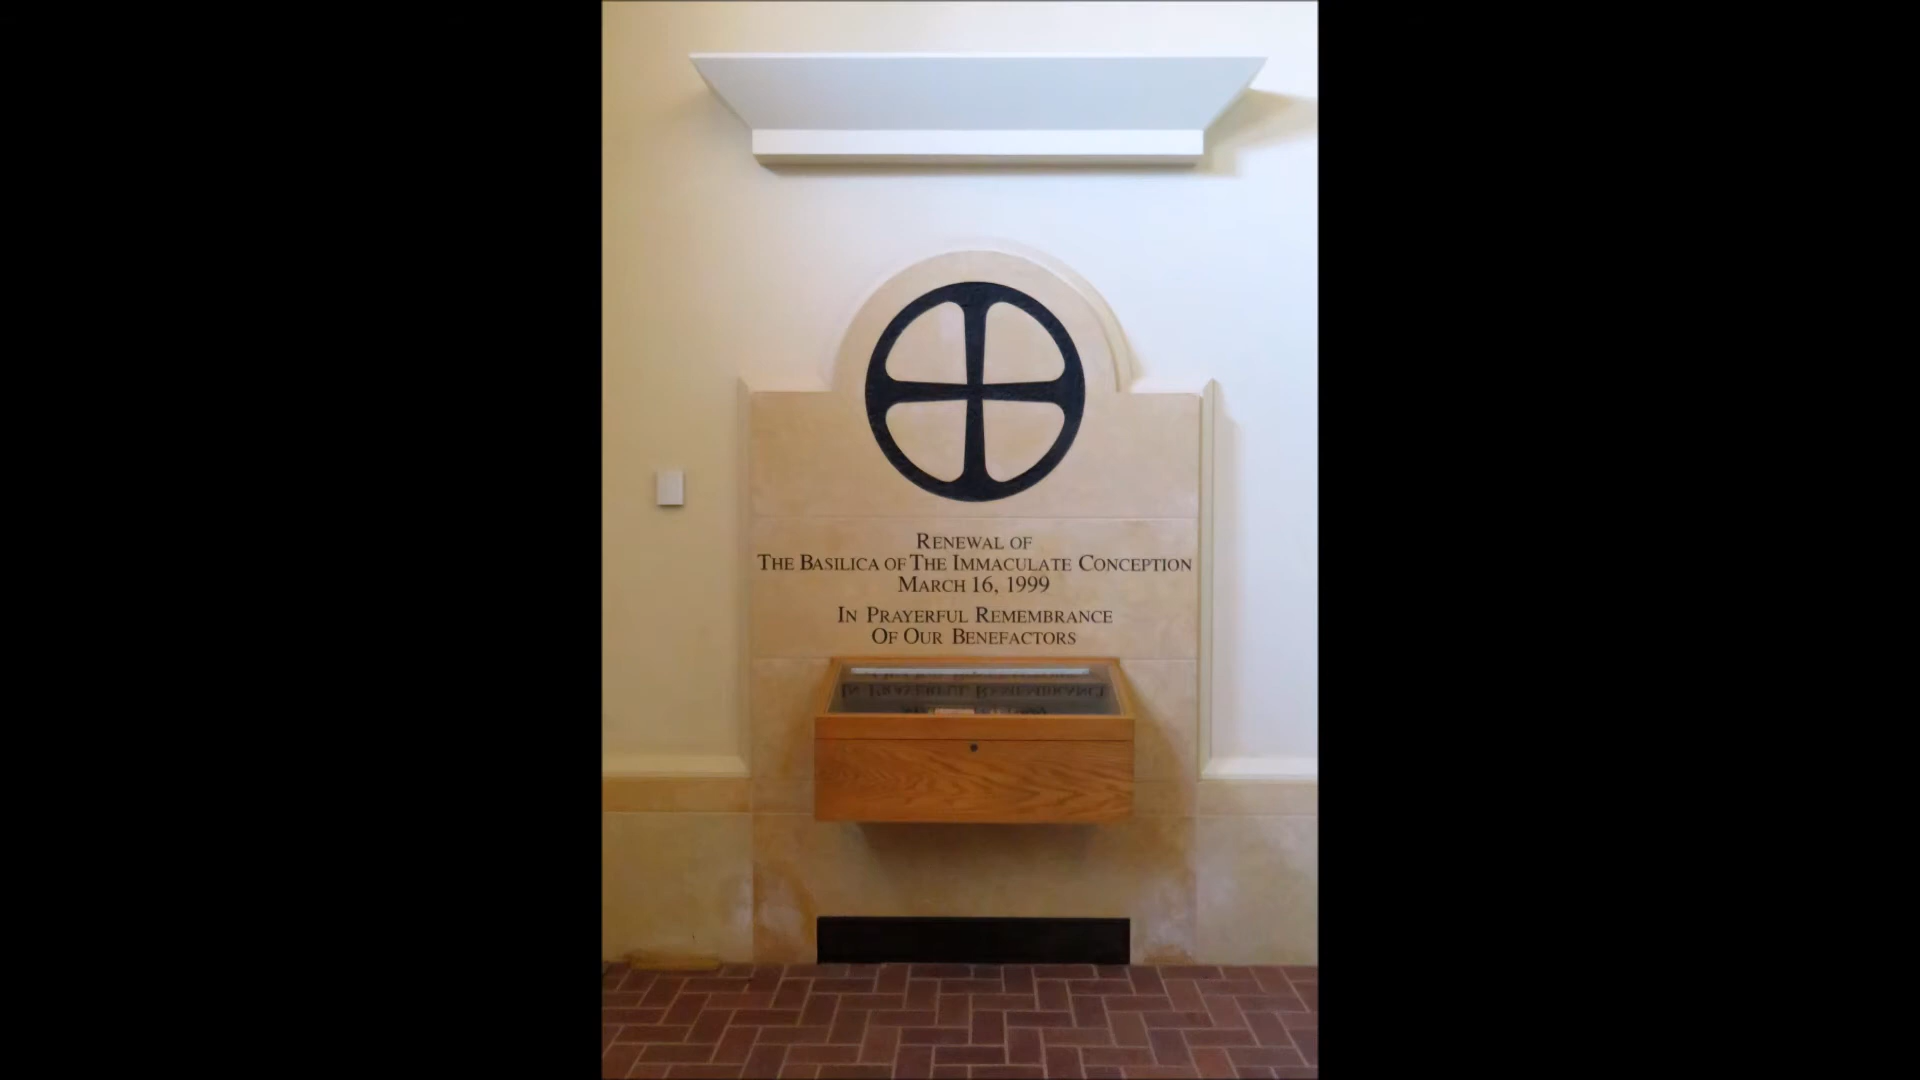 RENEWAL OF
THE BASILICA OF THE IMMACULATE CONCEPTION
MARCH 16, 1999
IN PRAYERFUL REMEMBRANCE
OF OUR BENEFACTORS